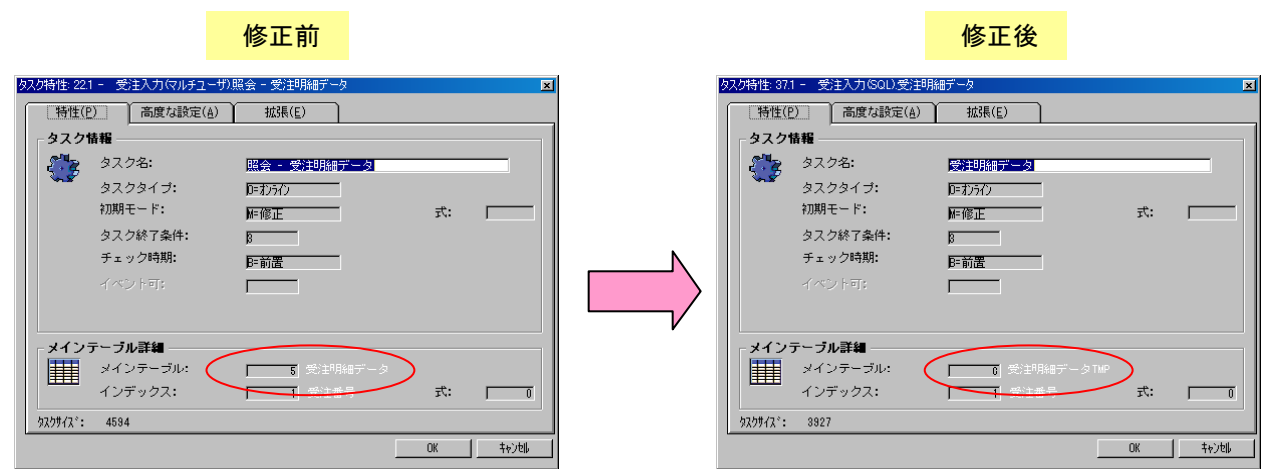 修正前
修正後
タスク特性: 22.1 - 受注入力(マルチューザ)照会 - 受注明細データ
特性(P) 高度な設定(A) 拡張(E)
タスク情報
タスク名: 照会 - 受注明細データ
タスクタイプ: O=オンライン
初期モード: M=修正 式:
タスク終了条件: 8
チェック時期: B=前置
イベント可:
メインテーブル詳細
メインテーブル: 5 受注明細データ
インデックス: 1 受注番号 式: 0
タスクサイズ: 4594
OK キャンセル
タスク特性: 37.1 - 受注入力(SQL).受注明細データ
特性(P) 高度な設定(A) 拡張(E)
タスク情報
タスク名: 受注明細データ
タスクタイプ: O=オンライン
初期モード: M=修正 式:
タスク終了条件: 8
チェック時期: B=前置
イベント可:
メインテーブル詳細
メインテーブル: 6 受注明細データTMP
インデックス: 1 受注番号 式: 0
タスクサイズ: 3927
OK キャンセル